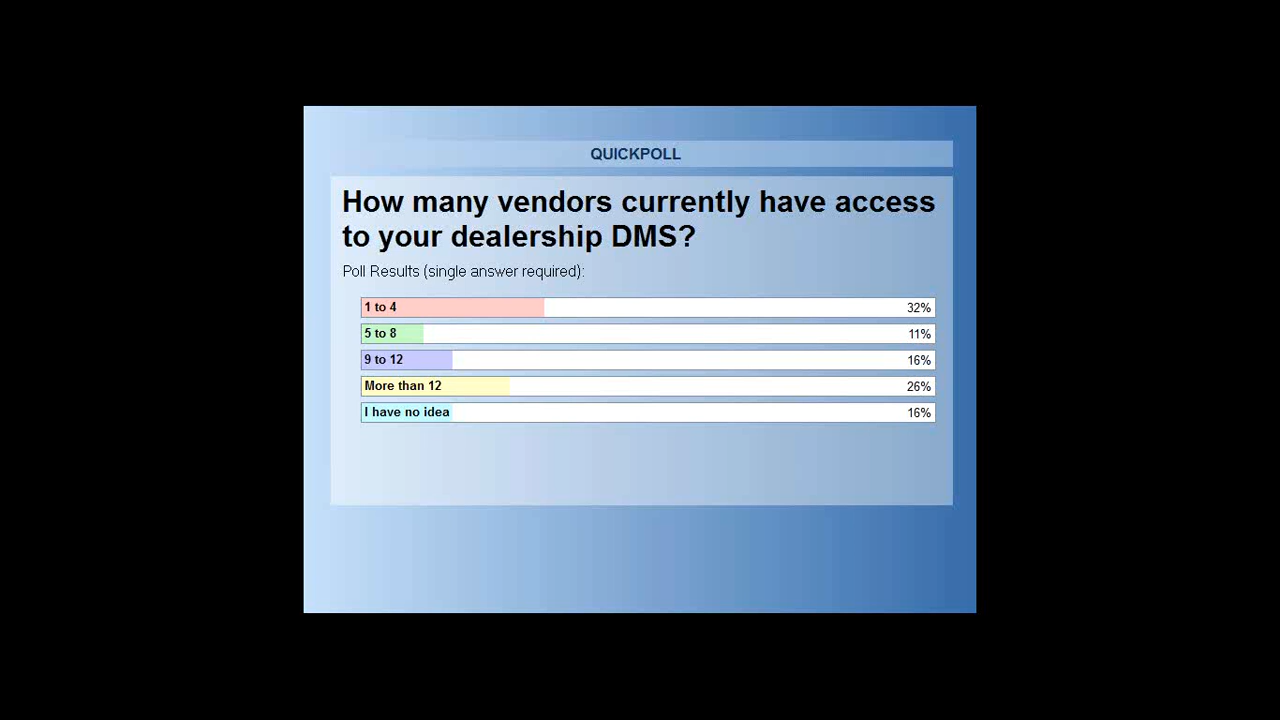 QUICKPOLL
How many vendors currently have access
to your dealership DMS?
Poll Results (single answer required):
1 to 4 32%
5 to 8 11%
9 to 12 16%
More than 12 26%
I have no idea 16%